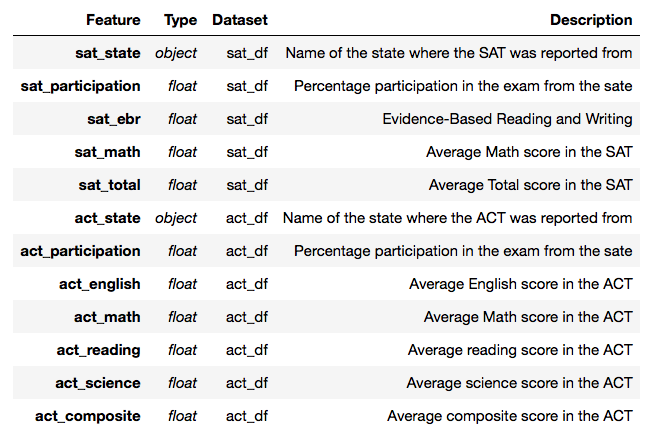 Feature Type Dataset Description
sat_state object sat_df Name of the state where the SAT was reported from
sat_participation float sat_df Percentage participation in the exam from the sate
sat_ebr float sat_df Evidence-Based Reading and Writing
sat_math float sat_df Average Math score in the SAT
sat_total float sat_df Average Total score in the SAT
act_state object act_df Name of the state where the ACT was reported from
act_participation float act_df Percentage participation in the exam from the sate
act_english float act_df Average English score in the ACT
act_math float act_df Average Math score in the ACT
act_reading float act_df Average reading score in the ACT
act_science float act_df Average science score in the ACT
act_composite float act_df Average composite score in the ACT